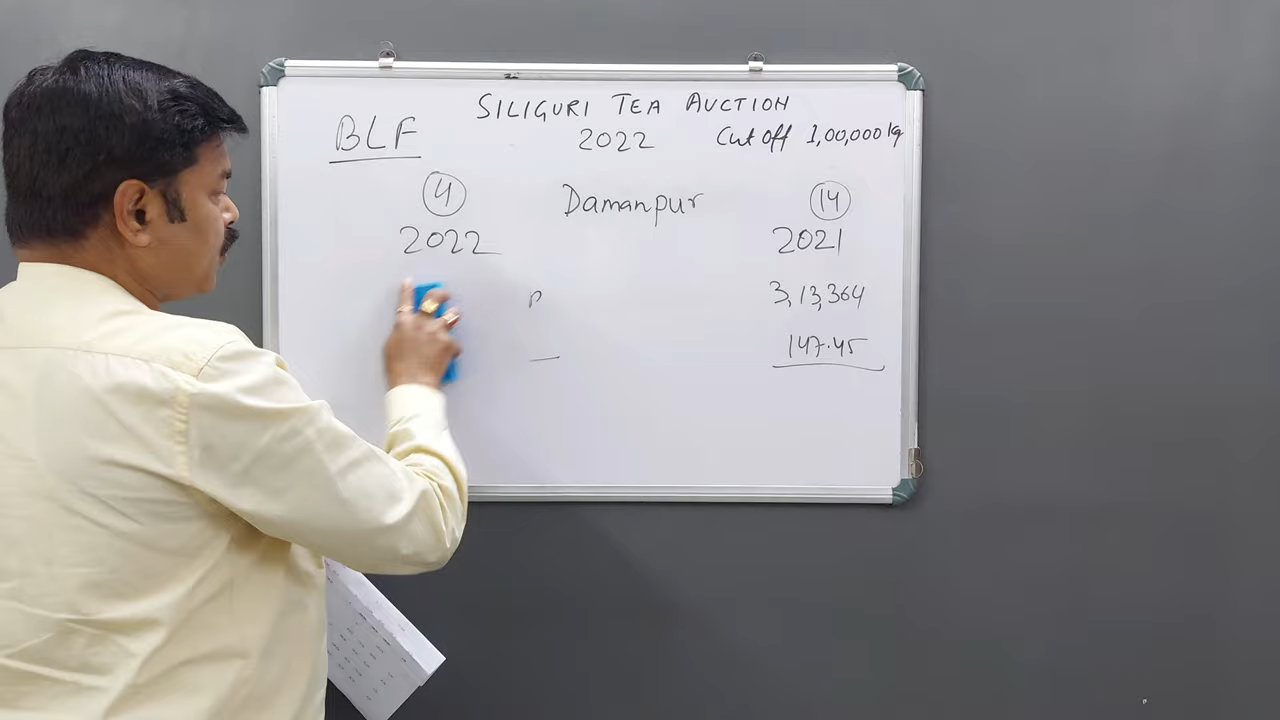 SILIGURI TEA AUCTION
BLF 2022 Cut off 1,00,000 kg
4 Damanpur 14
2022 2021
3,13,364
147.45